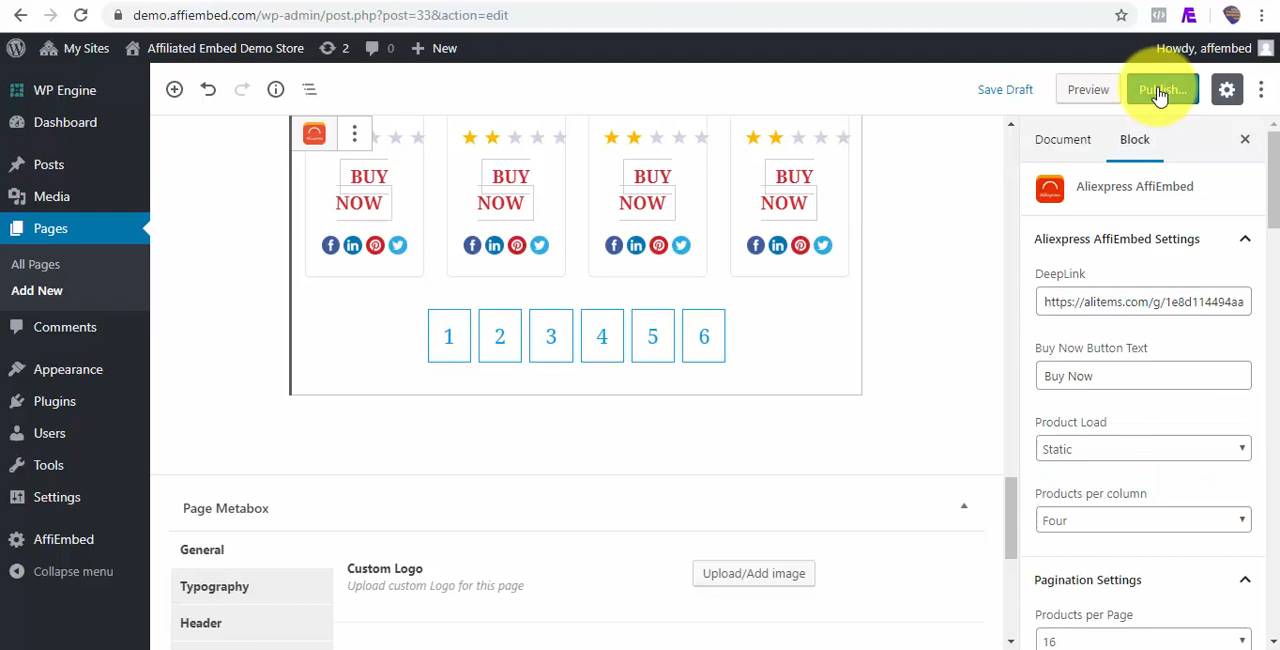 demo.affiembed.com/wp-admin/post.php?post=33&action=edit
My Sites Affiliated Embed Demo Store 2 0 New Howdy, affembed
WP Engine
Dashboard
Posts
Media
Pages
All Pages
Add New
Comments
Appearance
Plugins
Users
Tools
Settings
AffiEmbed
Collapse menu
Save Draft Preview Publish...
BUY NOW
BUY NOW
BUY NOW
BUY NOW
1 2 3 4 5 6
Page Metabox
General
Typography
Header
Custom Logo
Upload custom Logo for this page
Upload/Add image
Document Block
Aliexpress AffiEmbed
Aliexpress AffiEmbed Settings
DeepLink
https://alitems.com/g/1e8d114494aa
Buy Now Button Text
Buy Now
Product Load
Static
Products per column
Four
Pagination Settings
Products per Page
16